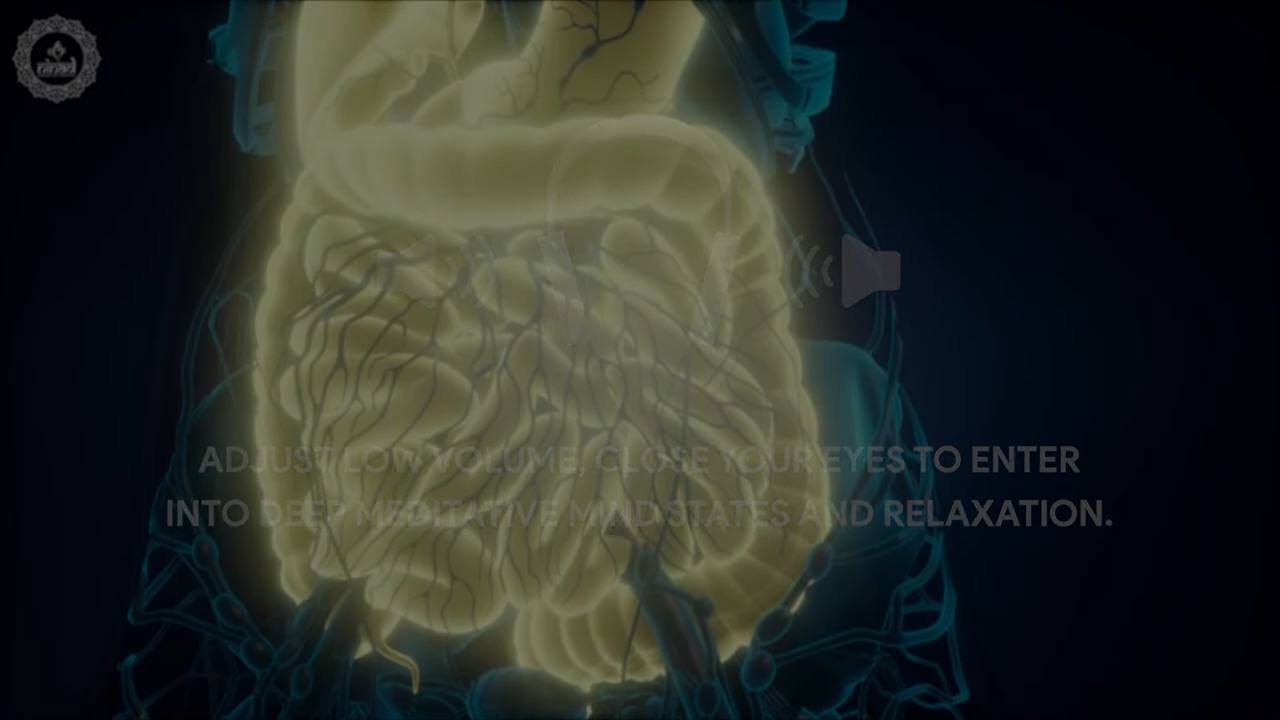 ADJUST LOW VOLUME. CLOSE YOUR EYES TO ENTER
INTO DEEP MEDITATIVE MIND STATES AND RELAXATION.